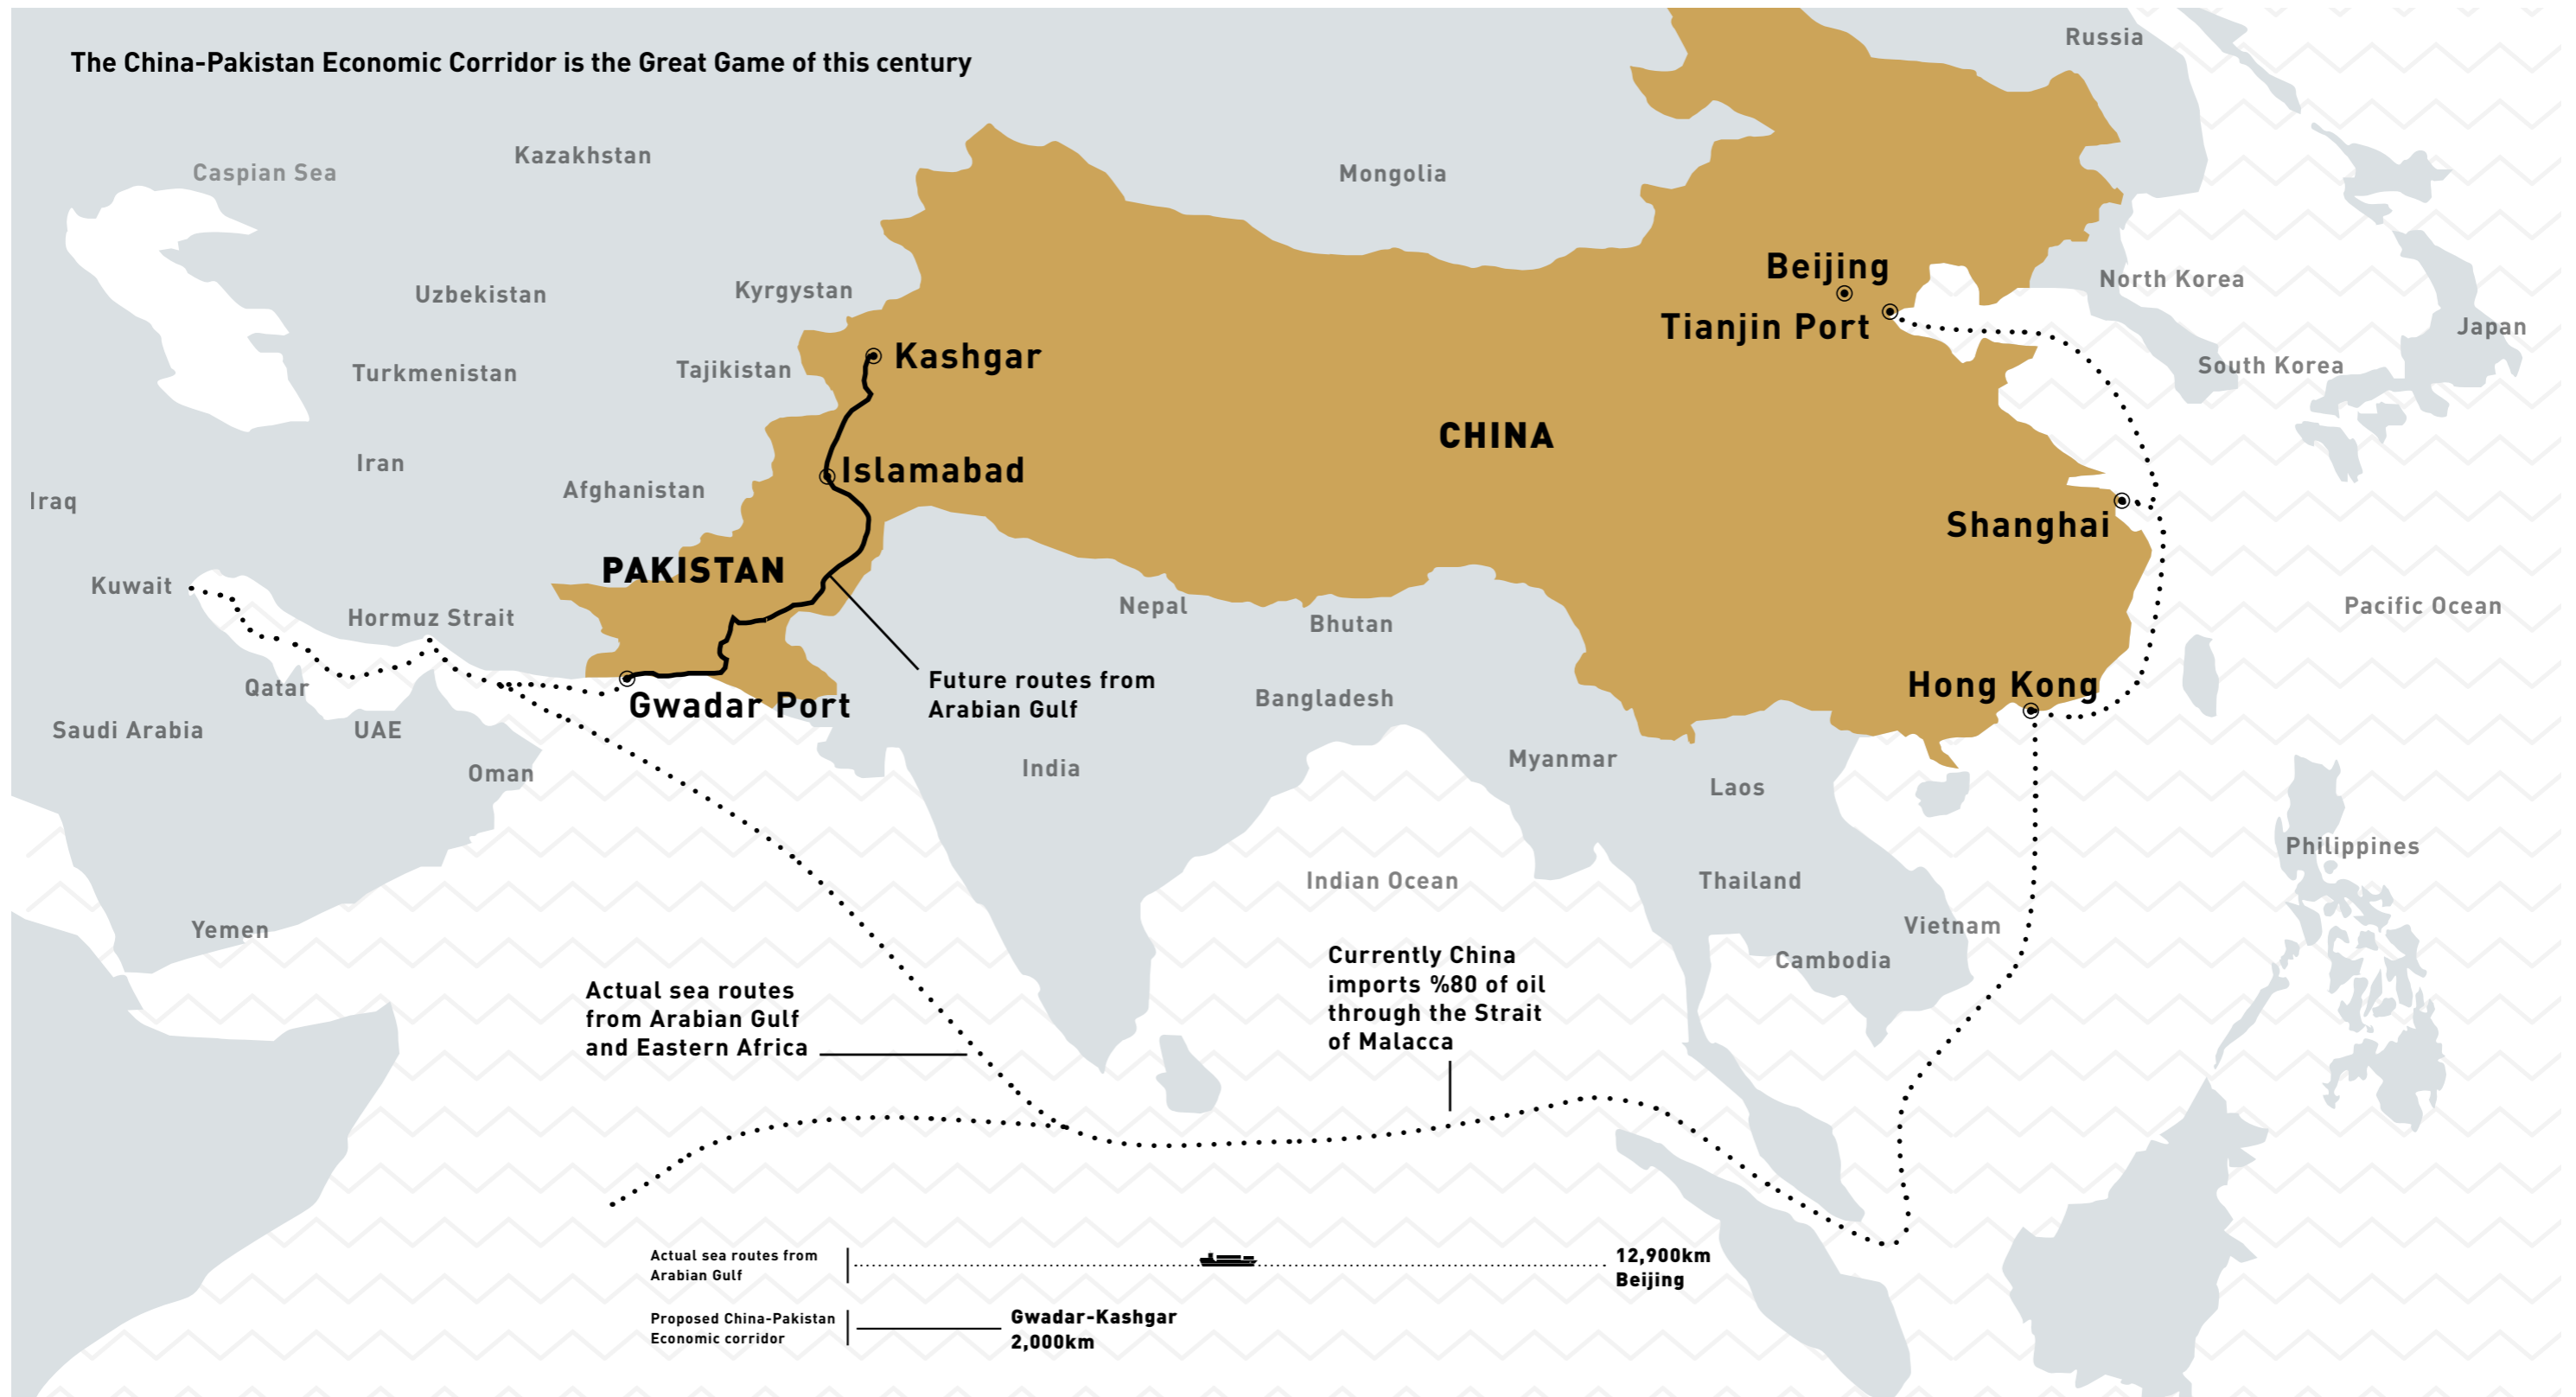 The China-Pakistan Economic Corridor is the Great Game of this century
Russia
Kazakhstan
Caspian Sea
Mongolia
Beijing
North Korea
Kyrgystan
Uzbekistan
Tianjin Port
Japan
Kashgar
South Korea
Tajikistan
Turkmenistan
CHINA
Iran
Islamabad
Afghanistan
Iraq
Shanghai
PAKISTAN
Kuwait
Nepal
Pacific Ocean
Hormuz Strait
Bhutan
Future routes from
Arabian Gulf
Hong Kong
Qatar
Bangladesh
Gwadar Port
Saudi Arabia
UAE
Myanmar
India
Oman
Laos
Philippines
Indian Ocean
Thailand
Vietnam
Yemen
Cambodia
Currently China
imports %80 of oil
through the Strait
of Malacca
Actual sea routes
from Arabian Gulf
and Eastern Africa
Actual sea routes from
Arabian Gulf
12,900km
Beijing
Proposed China-Pakistan
Economic corridor
Gwadar-Kashgar
2,000km